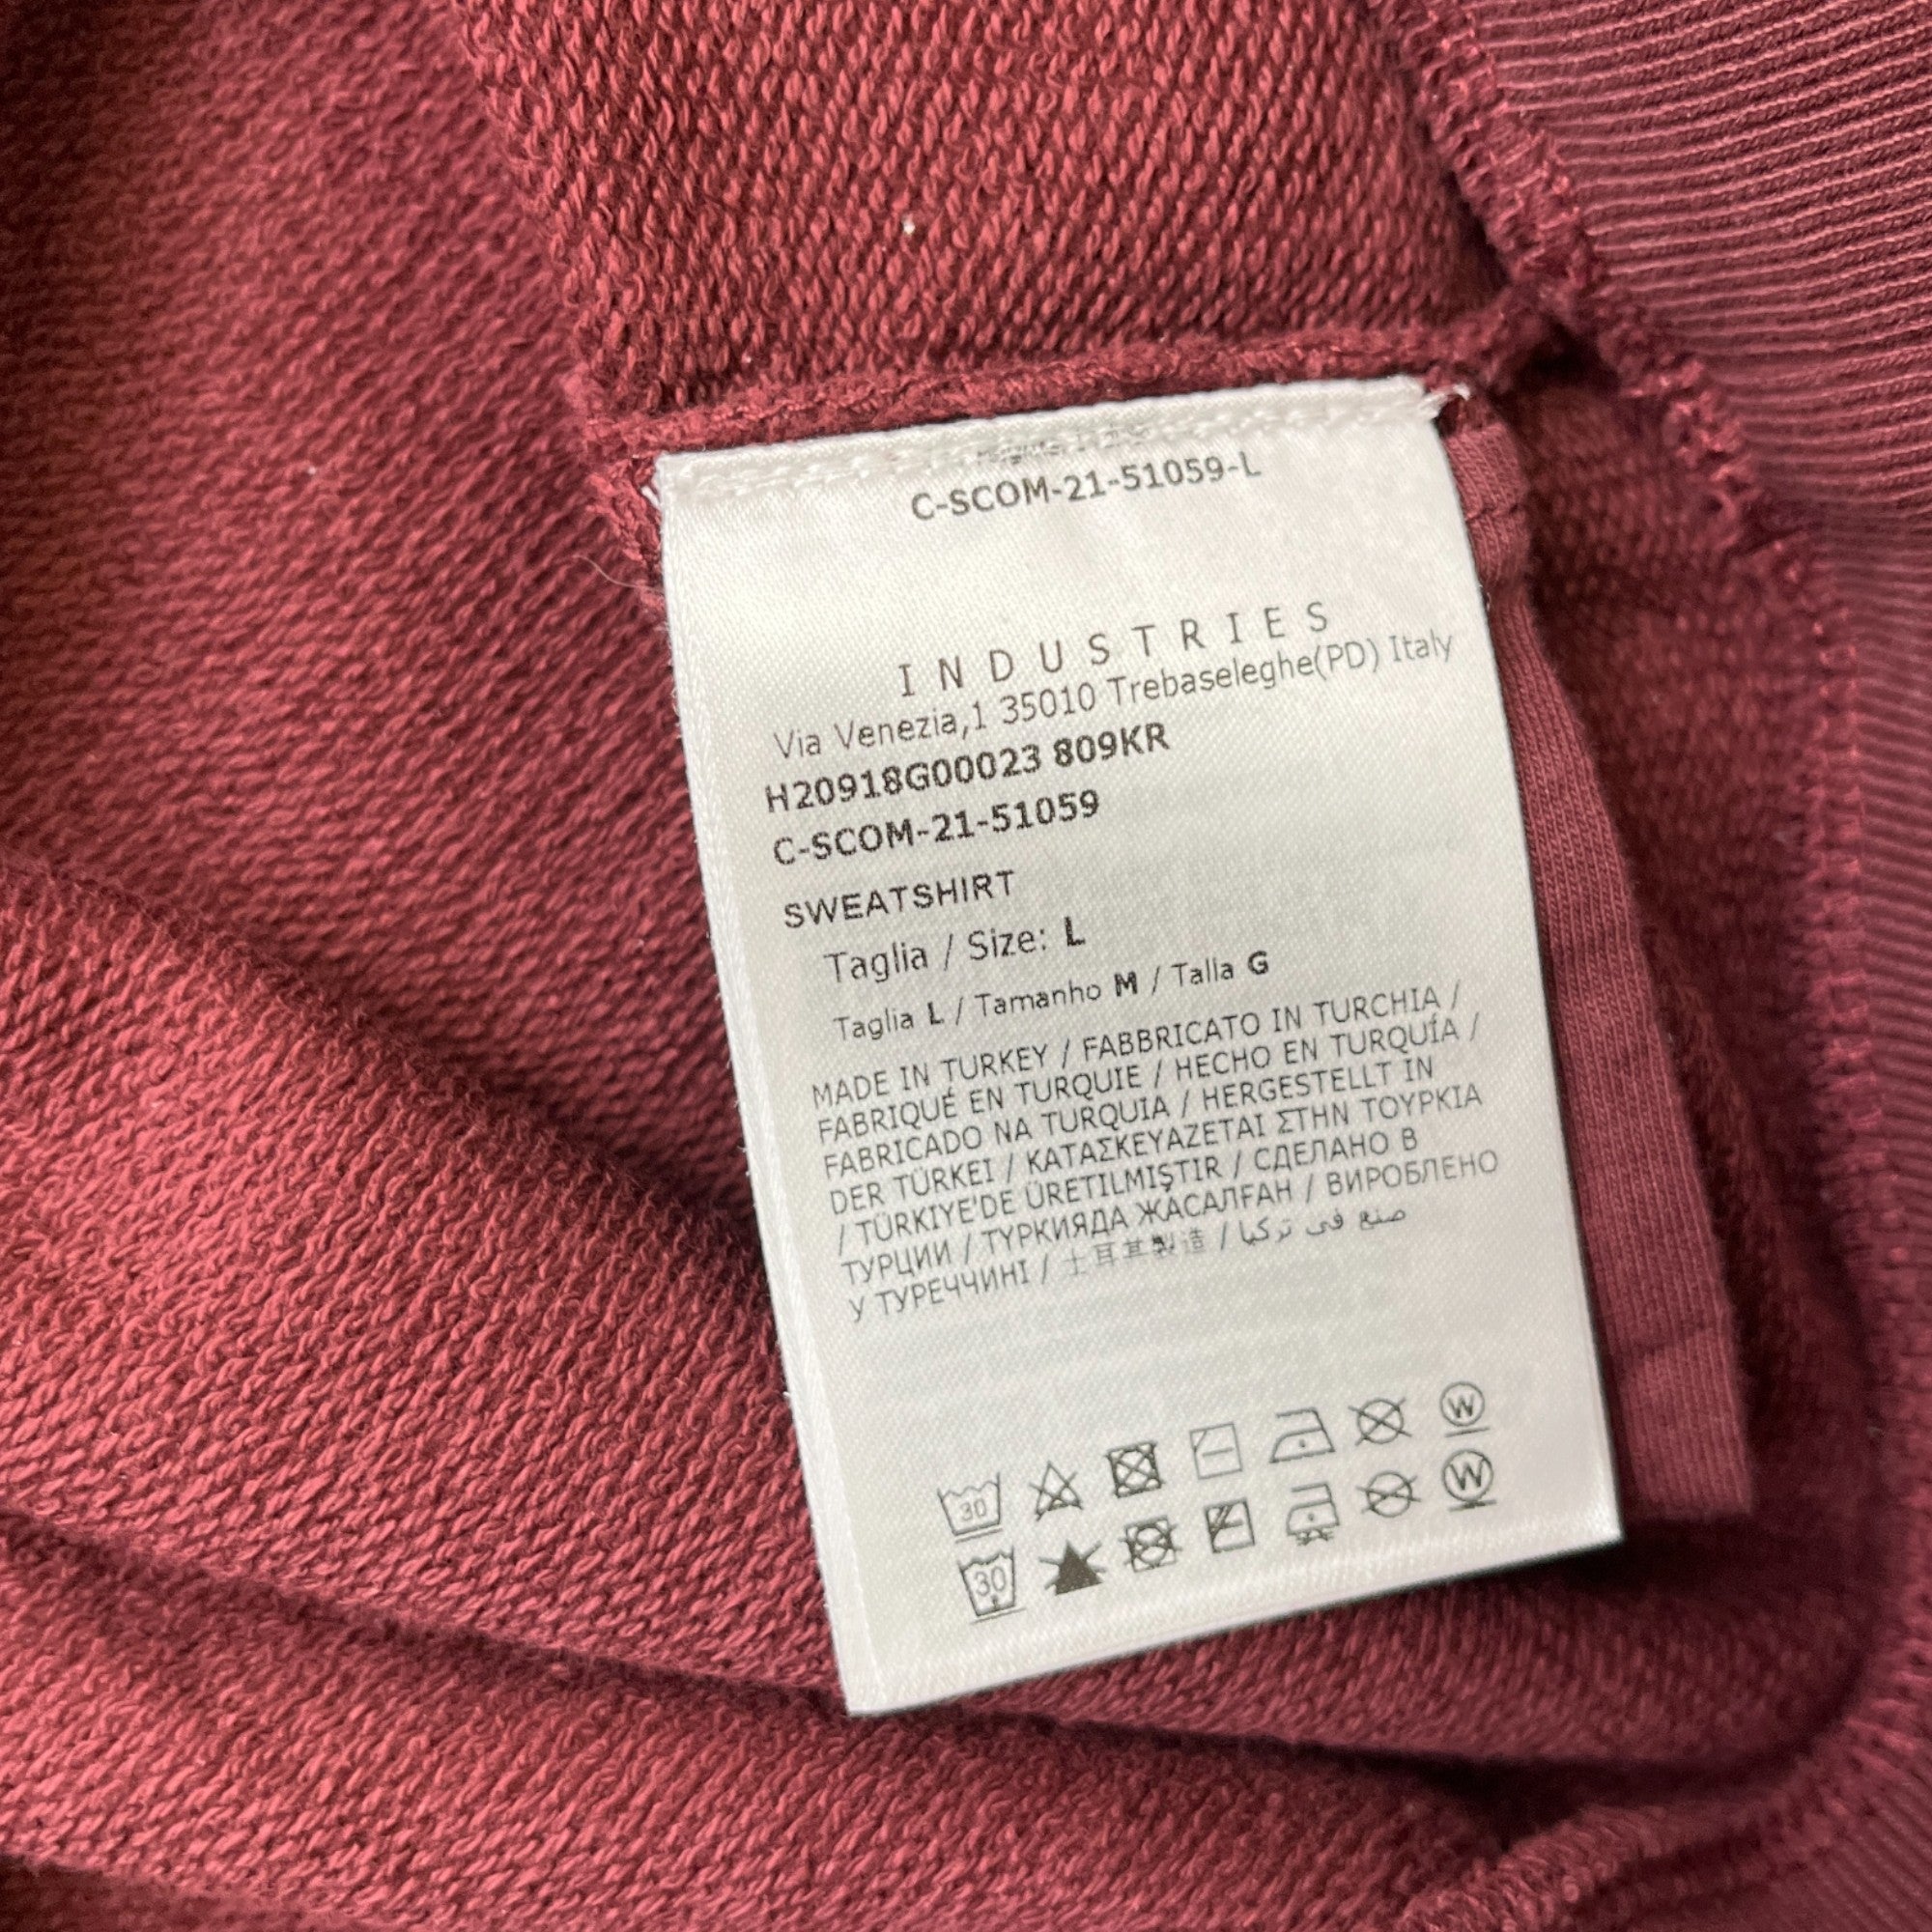 C-SCOM-21-51059-L
INDUSTRIES
Via Venezia,1 35010 Trebaseleghe(PD) Italy
H20918G00023 809KR
C-SCOM-21-51059
SWEATSHIRT
Taglia / Size: L
Taglia L / Tamanho M / Talla G
MADE IN TURKEY / FABBRICATO IN TURCHIA /
FABRIQUÉ EN TURQUIE / HECHO EN TURQUÍA /
FABRICADO NA TURQUIA / HERGESTELLT IN
DER TÜRKEI / ΚΑΤΑΣΚΕΥΑΖΕΤΑΙ ΣΤΗΝ ΤΟΥΡΚΙΑ
/ TÜRKIYE'DE ÜRETILMIŞTIR / СДЕЛАНО В
ТУРЦИИ / ТҮРКИЯДА ЖАСАЛҒАН / ВИРОБЛЕНО
У ТУРЕЧЧИНІ / 土耳其製造 / صنع في تركيا
30 W
30 W